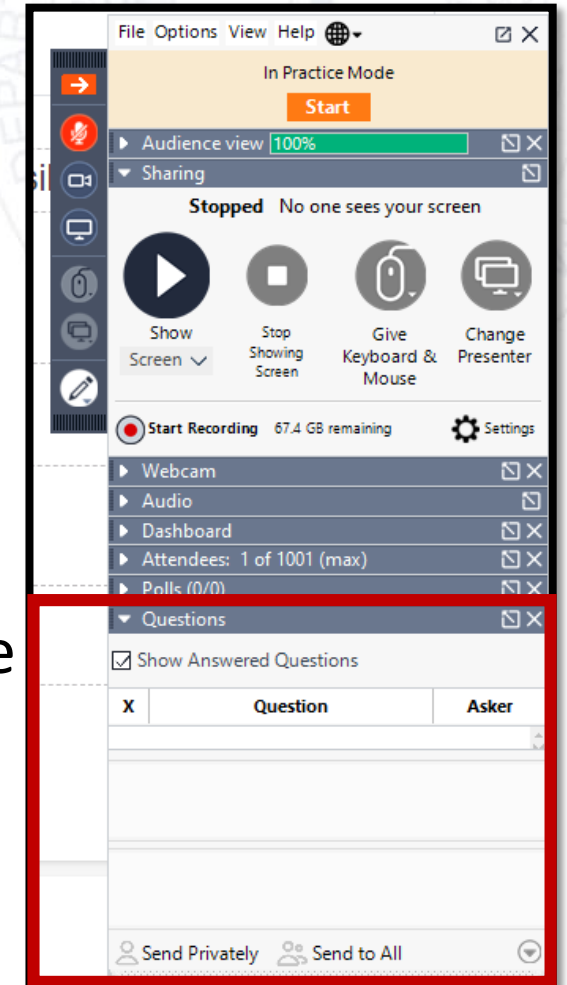 File Options View Help
In Practice Mode
Start
Audience view 100%
Sharing
Stopped No one sees your screen
Show
Screen
Stop
Showing
Screen
Give
Keyboard &
Mouse
Change
Presenter
Start Recording 67.4 GB remaining
Settings
Webcam
Audio
Dashboard
Attendees: 1 of 1001 (max)
Polls (0/0)
Questions
Show Answered Questions
X Question Asker
Send Privately Send to All